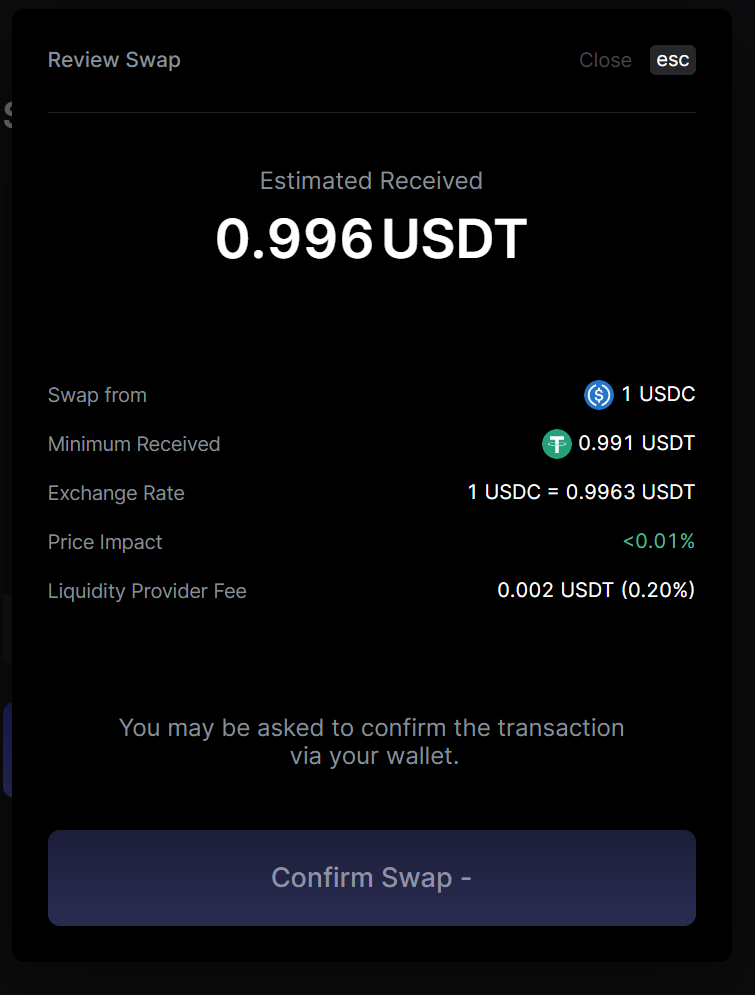 Review Swap
Close esc
Estimated Received
0.996 USDT
Swap from 1 USDC
Minimum Received 0.991 USDT
Exchange Rate 1 USDC = 0.9963 USDT
Price Impact <0.01%
Liquidity Provider Fee 0.002 USDT (0.20%)
You may be asked to confirm the transaction
via your wallet.
Confirm Swap -